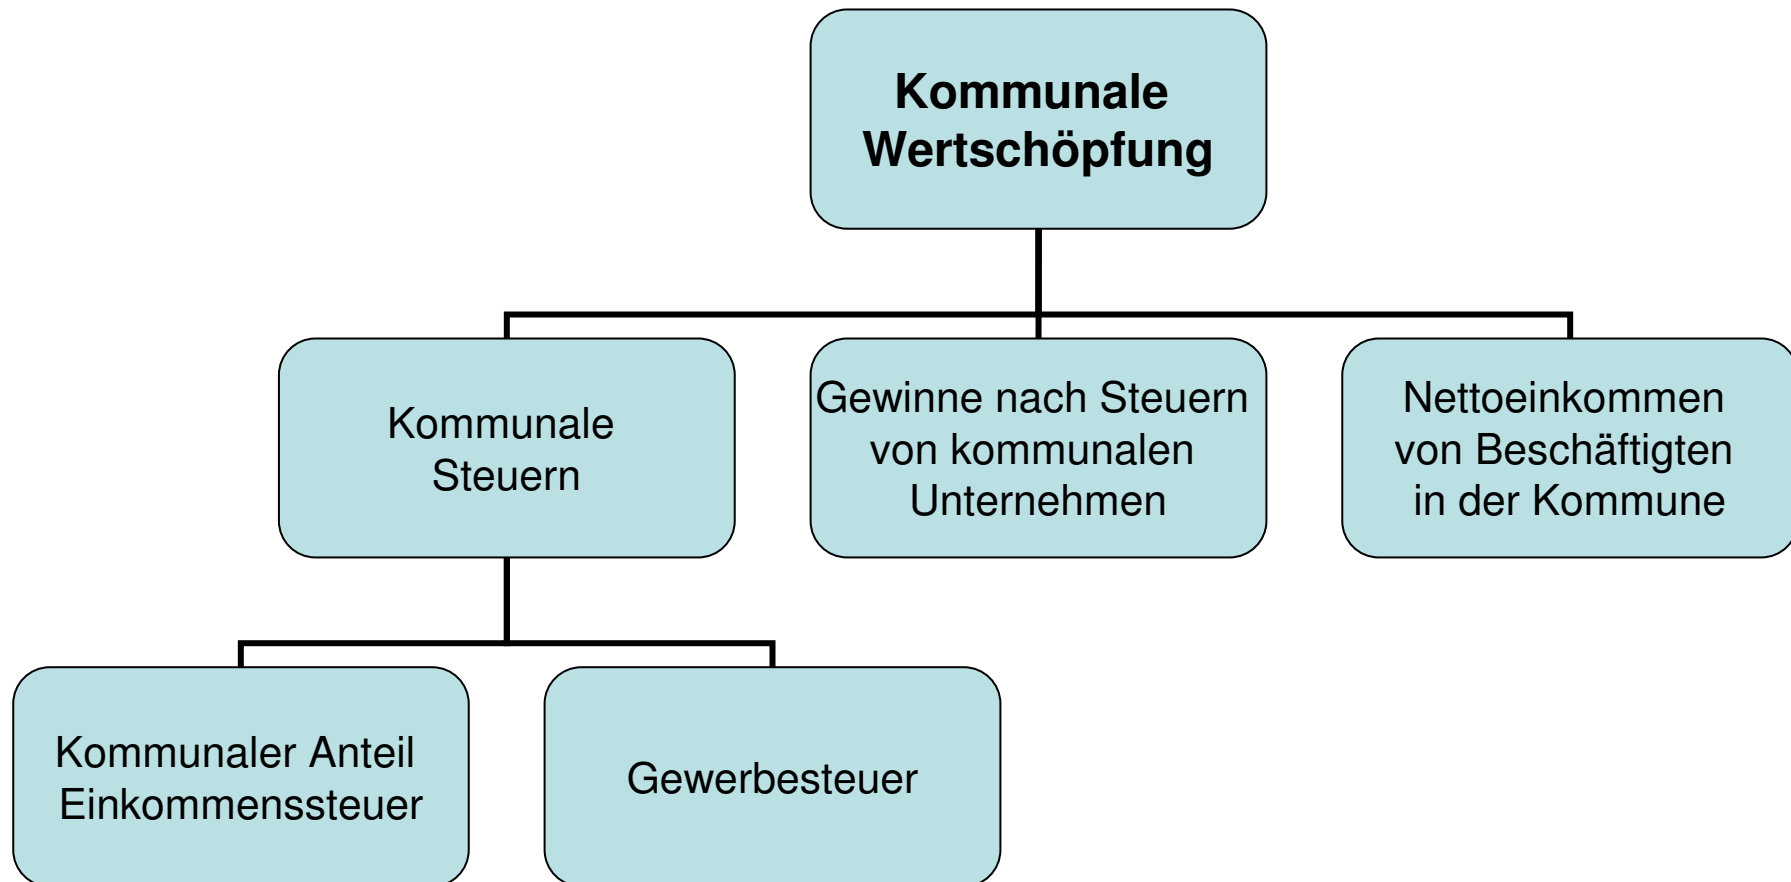 Kommunale
Wertschöpfung
Kommunale
Steuern
Gewinne nach Steuern
von kommunalen
Unternehmen
Nettoeinkommen
von Beschäftigten
in der Kommune
Kommunaler Anteil
Einkommenssteuer
Gewerbesteuer